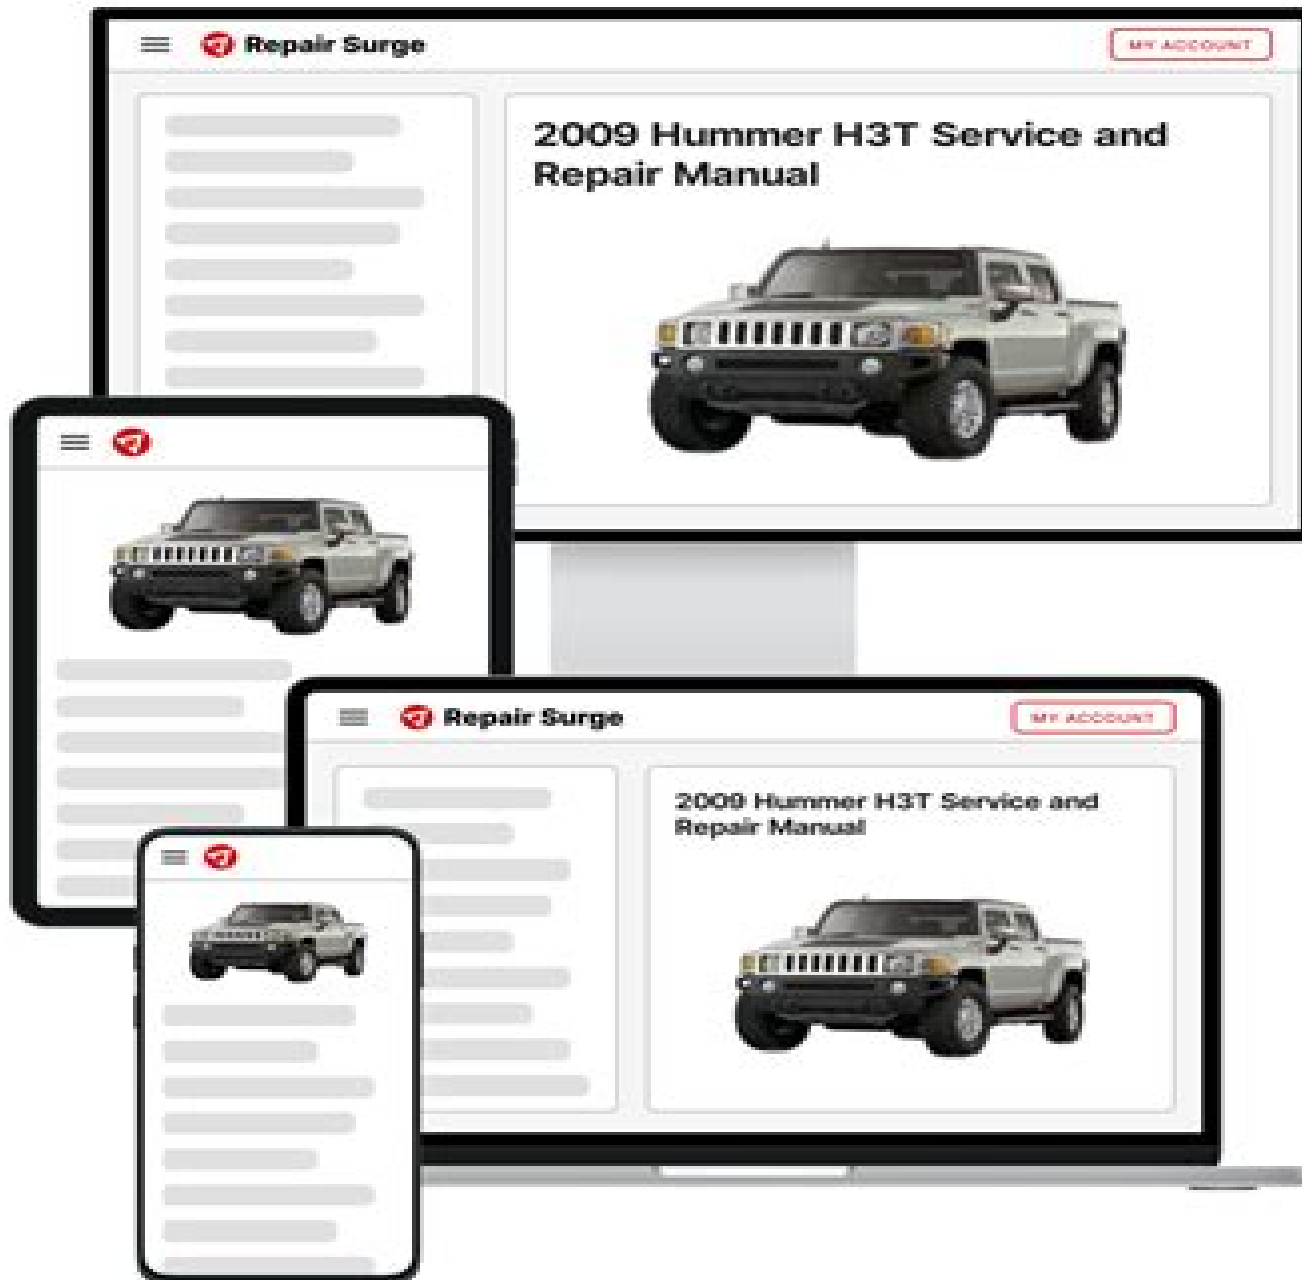 Repair Surge
MY ACCOUNT
2009 Hummer H3T Service and
Repair Manual
Repair Surge
MY ACCOUNT
2009 Hummer H3T Service and
Repair Manual